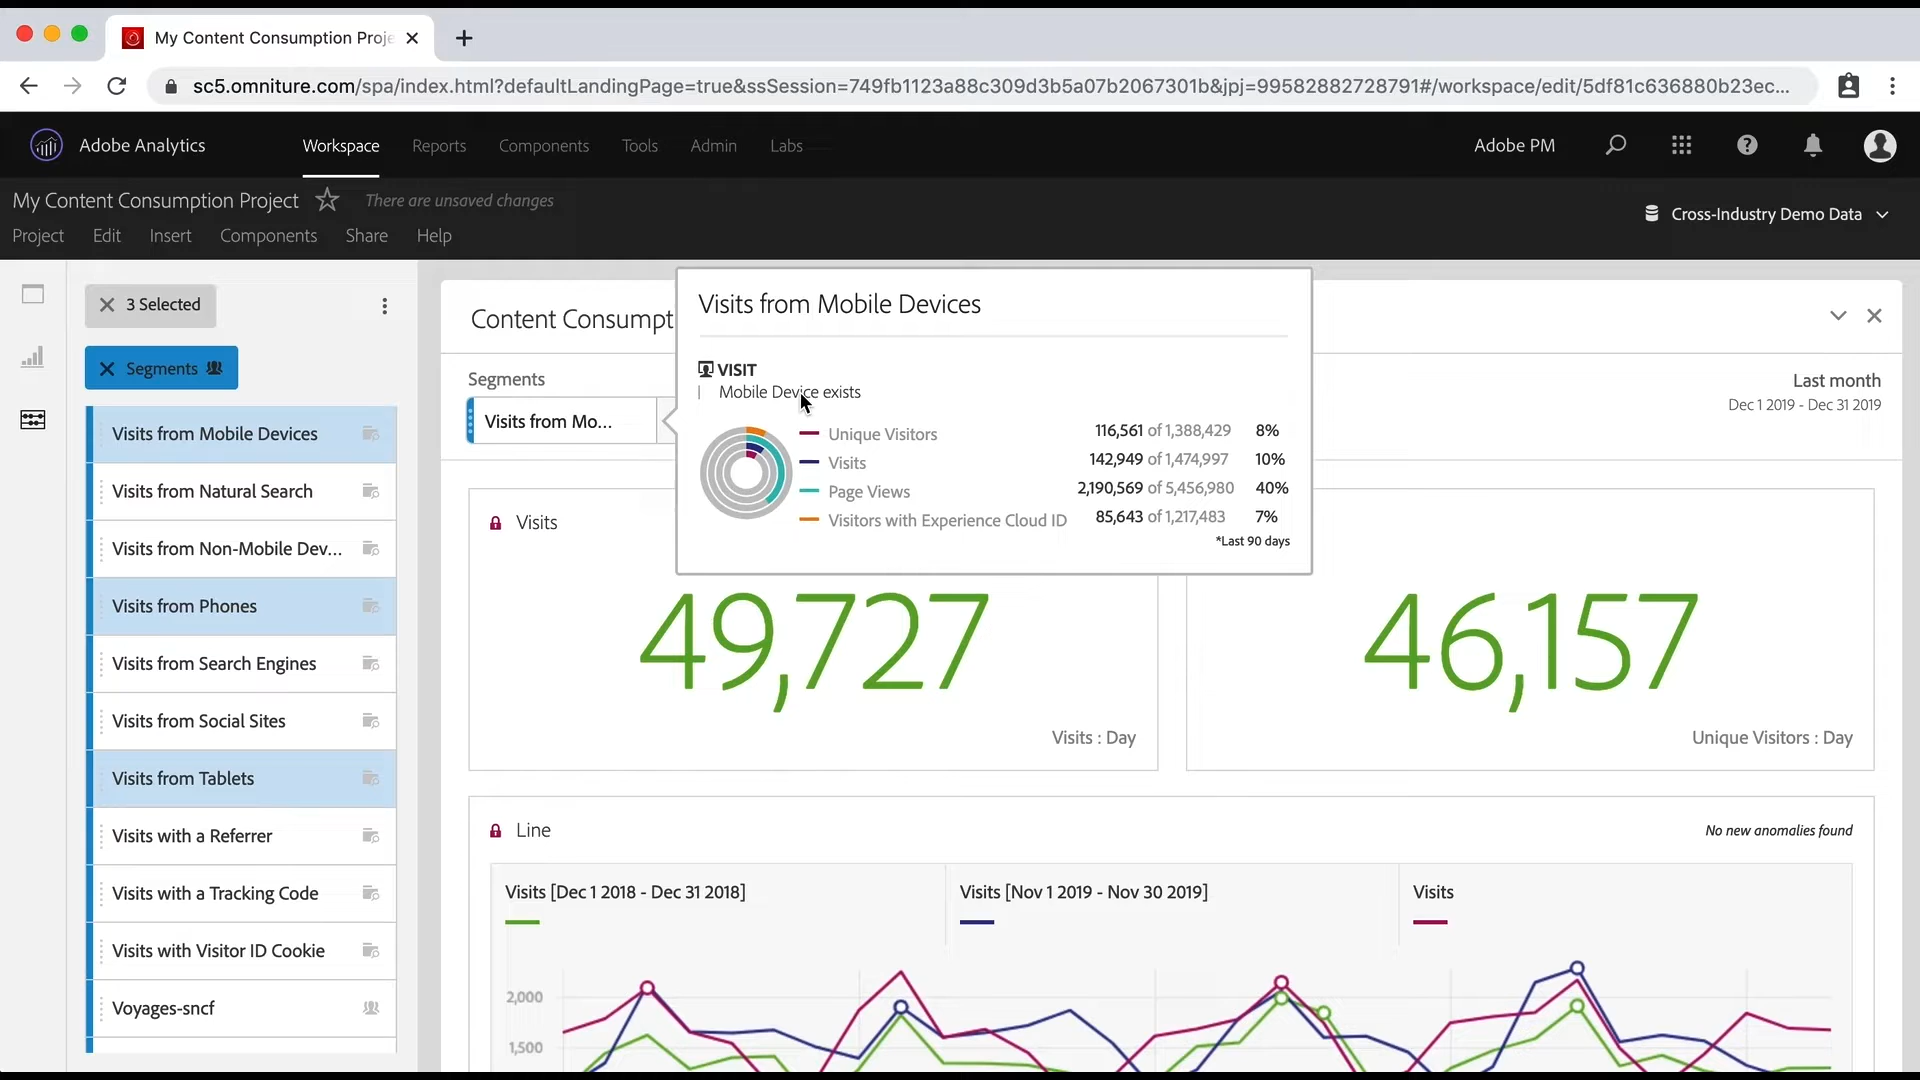 My Content Consumption Proje
sc5.omniture.com/spa/index.html?defaultLandingPage=true&ssSession=749fb1123a88c309d3b5a07b2067301b&jpj=99582882728791#/workspace/edit/5df81c636880b23ec...
Adobe Analytics
Workspace
Reports
Components
Tools
Admin
Labs
Adobe PM
My Content Consumption Project
There are unsaved changes
Cross-Industry Demo Data
Project
Edit
Insert
Components
Share
Help
3 Selected
Segments
Visits from Mobile Devices
Visits from Natural Search
Visits from Non-Mobile Dev...
Visits from Phones
Visits from Search Engines
Visits from Social Sites
Visits from Tablets
Visits with a Referrer
Visits with a Tracking Code
Visits with Visitor ID Cookie
Voyages-sncf
Content Consumpt
Segments
Visits from Mo...
Last month
Dec 1 2019 - Dec 31 2019
Visits from Mobile Devices
VISIT
Mobile Device exists
Unique Visitors 116,561 of 1,388,429 8%
Visits 142,949 of 1,474,997 10%
Page Views 2,190,569 of 5,456,980 40%
Visitors with Experience Cloud ID 85,643 of 1,217,483 7%
*Last 90 days
Visits
49,727
Visits : Day
46,157
Unique Visitors : Day
Line
No new anomalies found
Visits [Dec 1 2018 - Dec 31 2018]
Visits [Nov 1 2019 - Nov 30 2019]
Visits
2,000
1,500